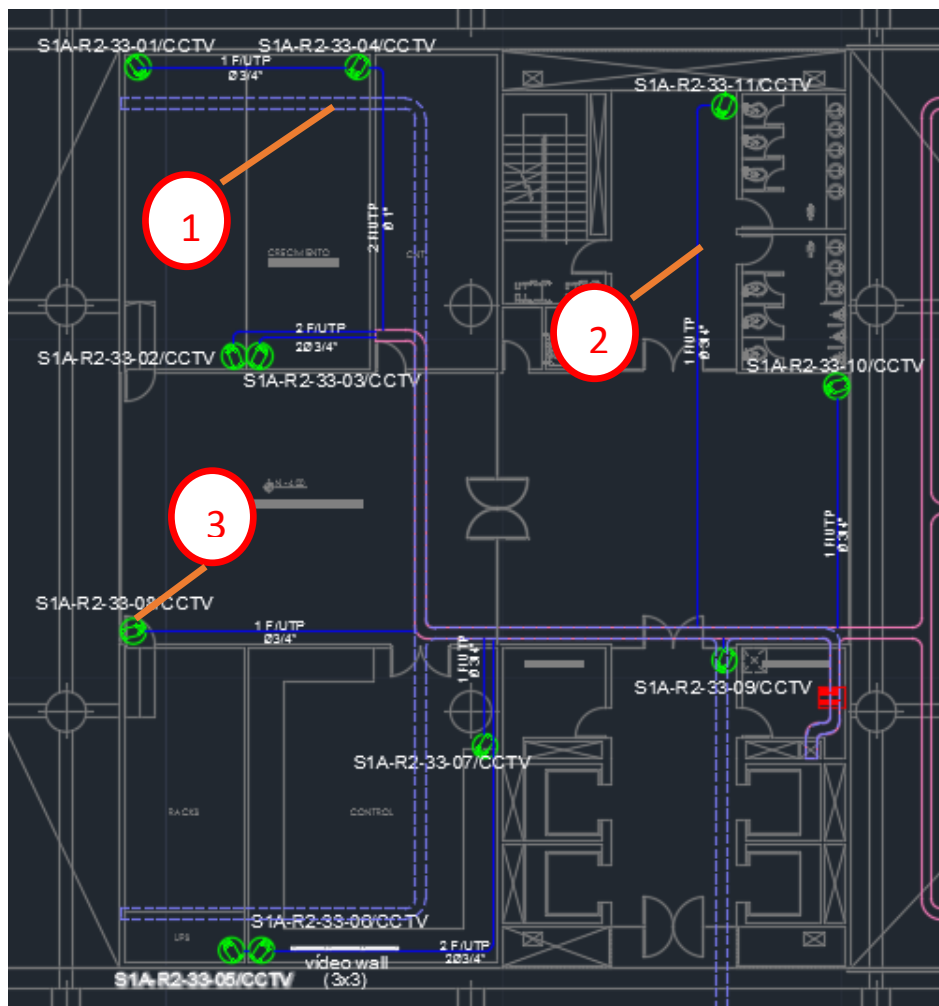 S1A-R2-33-01/CCTV
S1A-R2-33-04/CCTV
1 F/UTP
Ø3/4"
S1A-R2-33-11/CCTV
1
2 F/UTP
Ø 1"
CRECIMIENTO
CNT
2
2 F/UTP
2Ø3/4"
S1A-R2-33-02/CCTV
S1A-R2-33-03/CCTV
1 F/UTP
Ø3/4"
S1A-R2-33-10/CCTV
3
1 F/UTP
Ø3/4"
S1A-R2-33-08/CCTV
1 F/UTP
Ø3/4"
1 F/UTP
Ø3/4"
S1A-R2-33-09/CCTV
S1A-R2-33-07/CCTV
RACKS
CONTROL
S1A-R2-33-06/CCTV
UPS
2 F/UTP
2Ø3/4"
vídeo wall
(3x3)
S1A-R2-33-05/CCTV